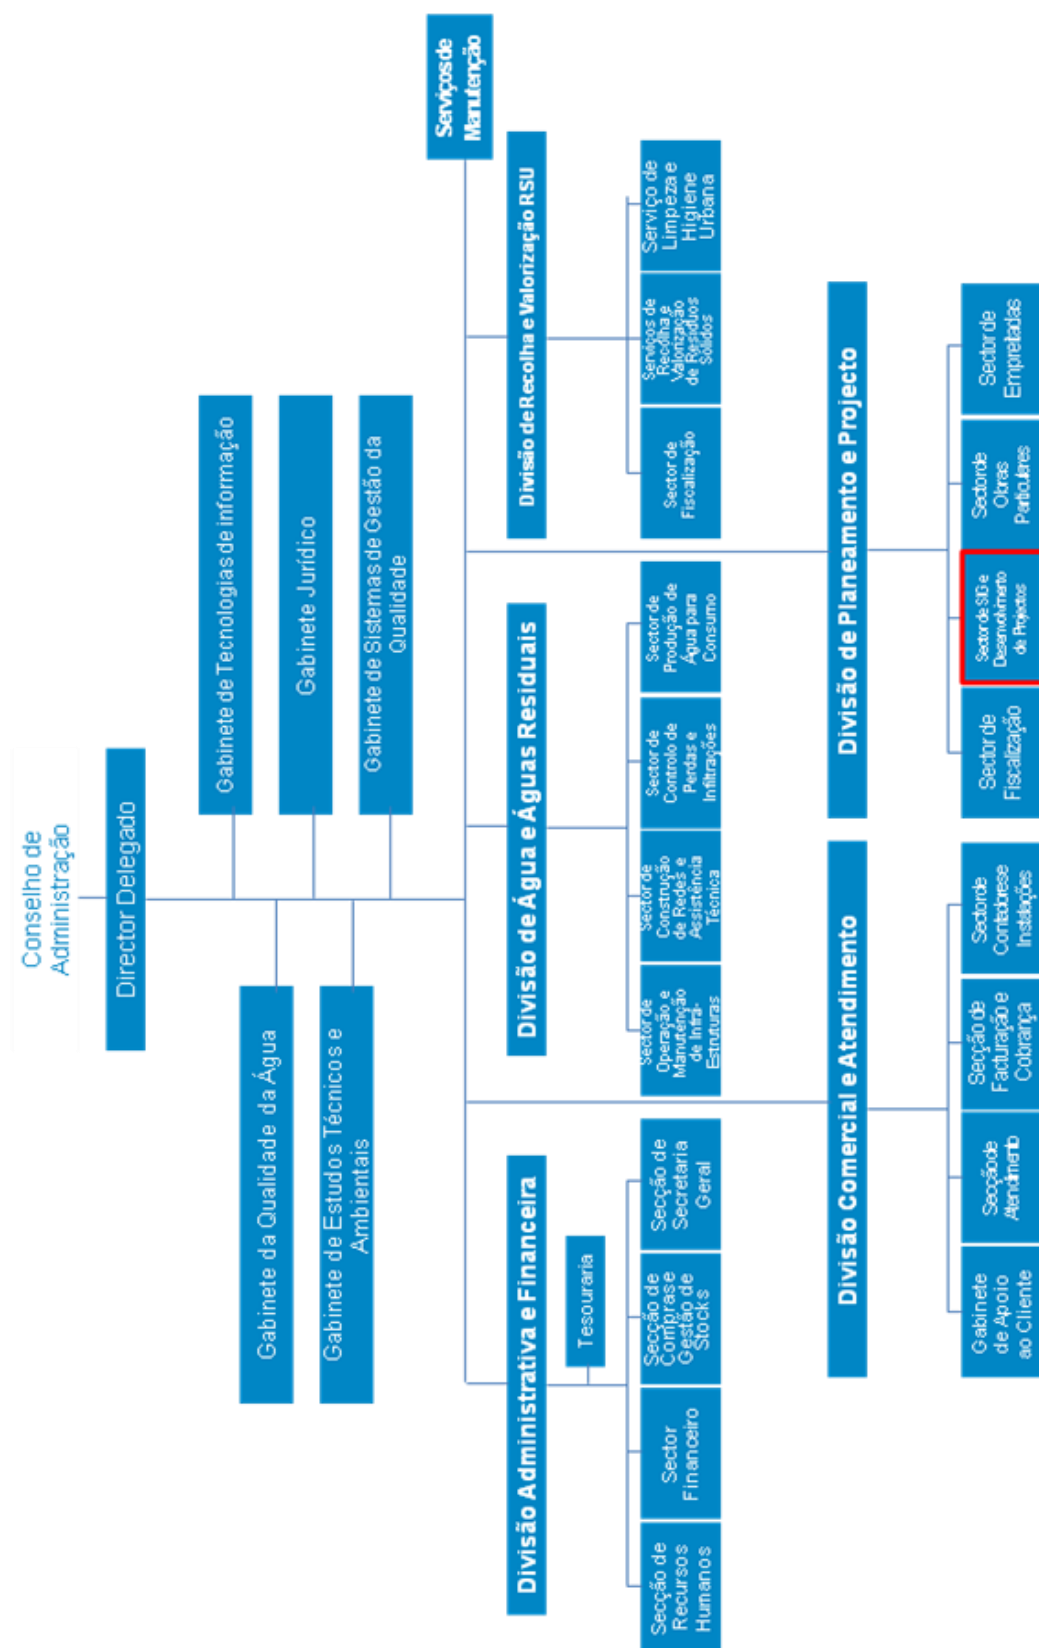 Conselho de
Administração
Director Delegado
Gabinete da Qualidade da Água
Gabinete de Tecnologias de informação
Gabinete Jurídico
Gabinete de Estudos Técnicos e
Ambientais
Gabinete de Sistemas de Gestão da
Qualidade
Serviços de
Manutenção
Divisão Administrativa e Financeira
Divisão de Água e Águas Residuais
Divisão de Recolha e Valorização RSU
Tesouraria
Secção de
Recursos
Humanos
Sector
Financeiro
Secção de
Compras e
Gestão de
Stocks
Secção de
Secretaria
Geral
Sector de
Operação e
Manutenção
de Infra-
Estruturas
Sector de
Construção
de Redes e
Assistência
Técnica
Sector de
Controlo de
Perdas e
Infiltrações
Sector de
Produção de
Água para
Consumo
Sector de
Fiscalização
Serviços de
Recolha e
Valorização
de Resíduos
Sólidos
Serviço de
Limpeza e
Higiene
Urbana
Divisão Comercial e Atendimento
Divisão de Planeamento e Projecto
Gabinete
de Apoio
ao Cliente
Secção de
Atendimento
Secção de
Facturação e
Cobrança
Sector de
Contadores e
Instalações
Sector de
Fiscalização
Sector de SIG e
Desenvolvimento
de Projectos
Sector de
Obras
Particulares
Sector de
Empreitadas